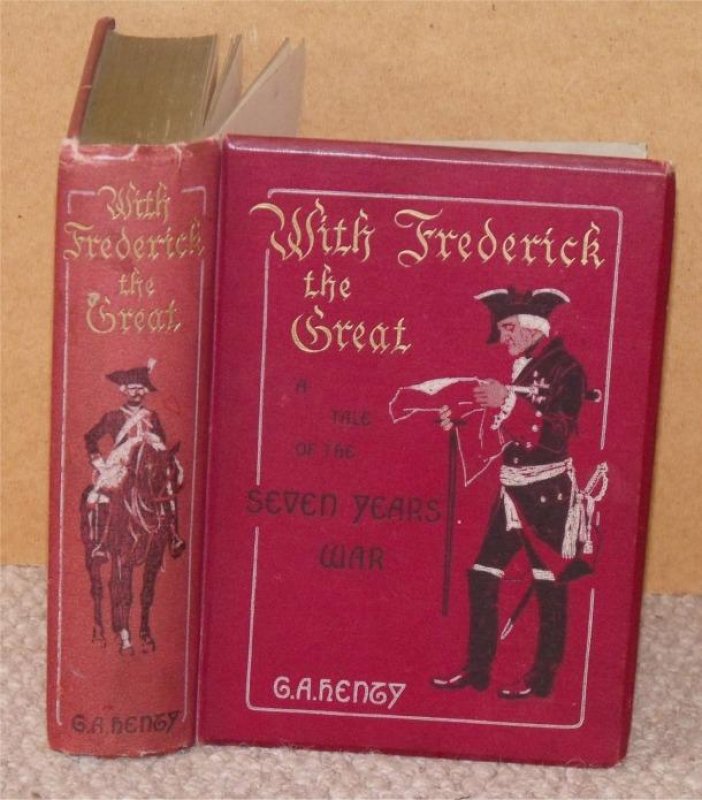 With
Frederick
the
Great
G.A.HENTY
With Frederick
the
Great
A
TALE
OF THE
SEVEN YEARS
WAR
G.A.HENTY